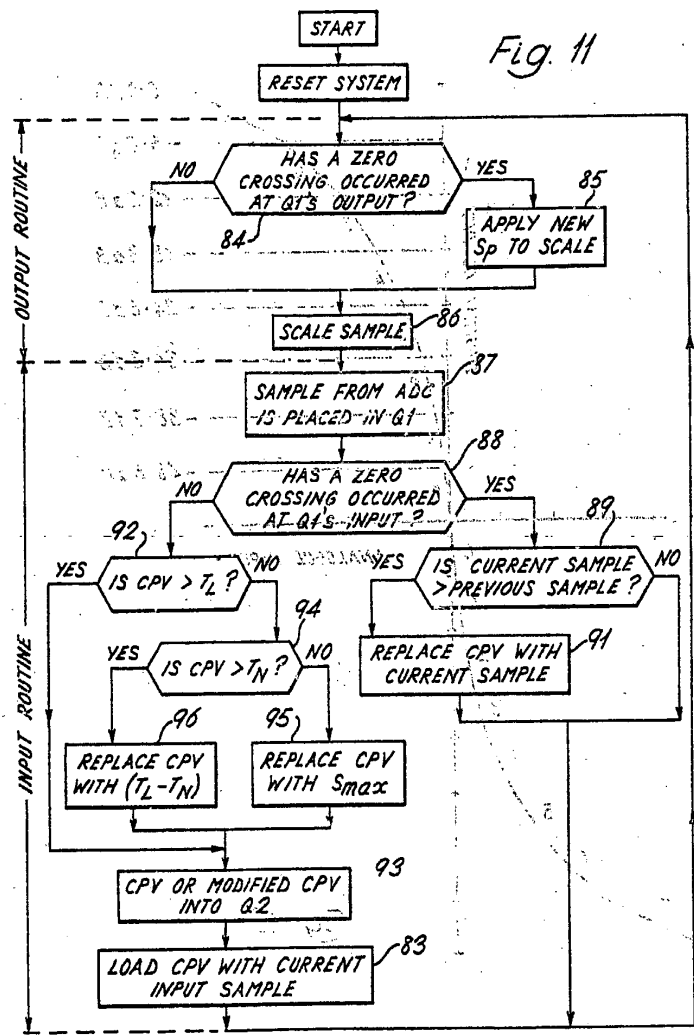 START
Fig. 11
RESET SYSTEM
OUTPUT ROUTINE
NO
HAS A ZERO
CROSSING OCCURRED
AT Q1's OUTPUT ?
YES
84
85
APPLY NEW
Sp TO SCALE
SCALE SAMPLE
86
87
SAMPLE FROM ADC
IS PLACED IN Q1
INPUT ROUTINE
88
NO
HAS A ZERO
CROSSING OCCURRED
AT Q1's INPUT ?
YES
92
YES
IS CPV > TL ?
NO
89
YES
IS CURRENT SAMPLE
> PREVIOUS SAMPLE ?
NO
94
YES
IS CPV > TN ?
NO
91
REPLACE CPV WITH
CURRENT SAMPLE
96
REPLACE CPV
WITH (TL-TN)
95
REPLACE CPV
WITH Smax
93
CPV OR MODIFIED CPV
INTO Q2
83
LOAD CPV WITH CURRENT
INPUT SAMPLE